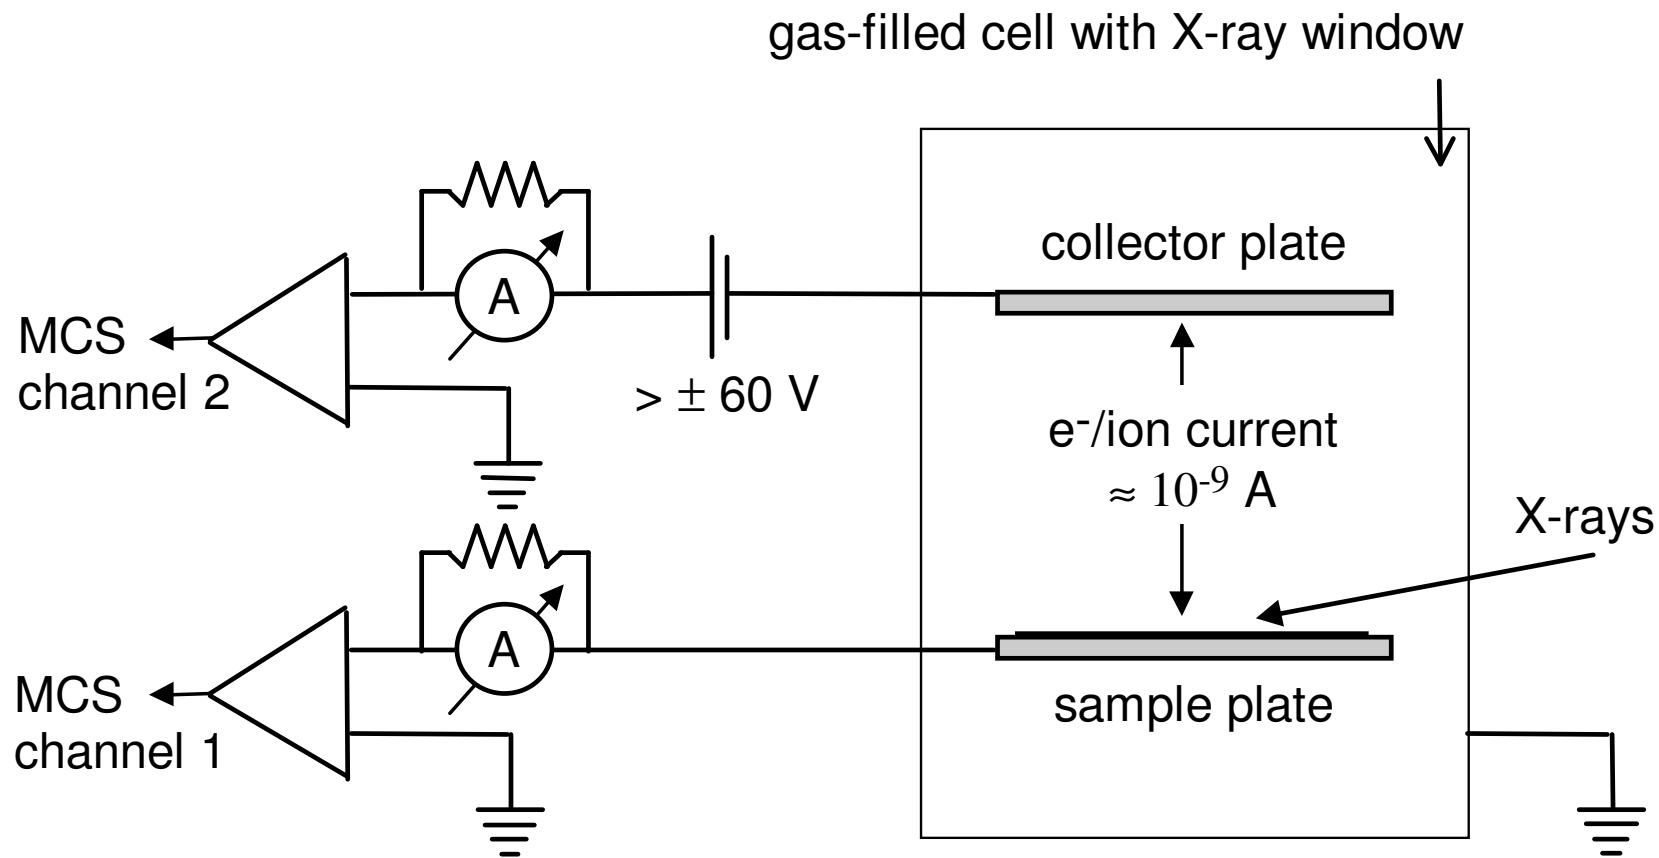 gas-filled cell with X-ray window
collector plate
A
MCS
channel 2
> ± 60 V
e⁻/ion current
≈ 10⁻⁹ A
X-rays
A
MCS
channel 1
sample plate